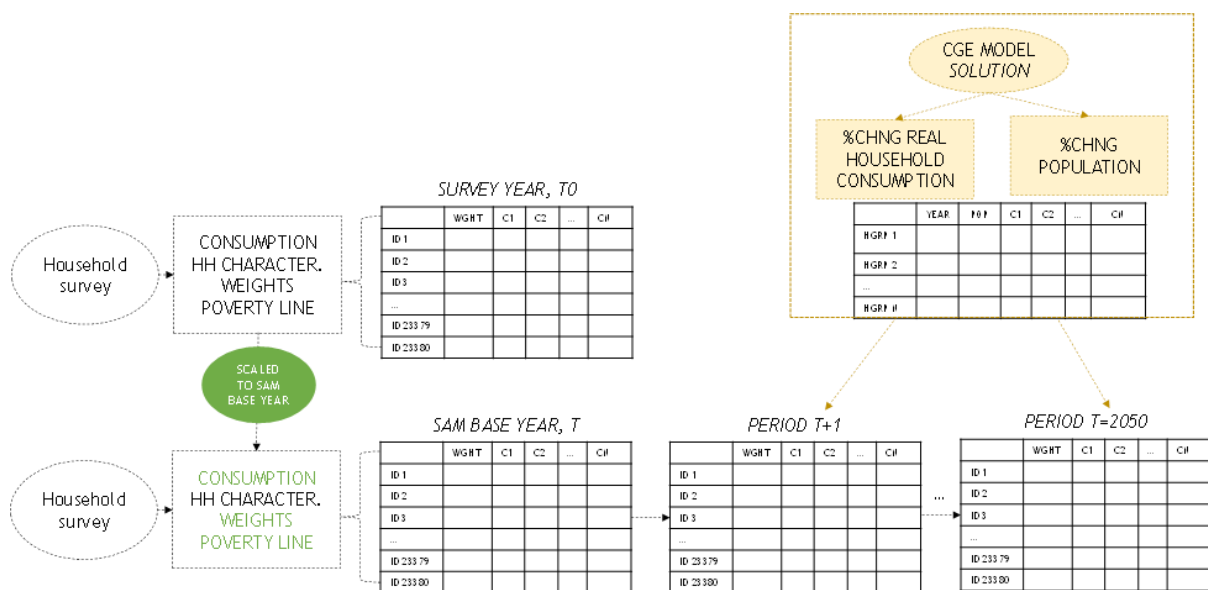 CGE MODEL
SOLUTION
%CHNG REAL
HOUSEHOLD
CONSUMPTION
%CHNG
POPULATION
YEAR POP C1 C2 ... C#
HGRP 1
HGRP 2
...
HGRP #
SURVEY YEAR, T0
WGHT C1 C2 ... C#
ID 1
ID 2
ID 3
...
ID 23379
ID 23380
Household
survey
CONSUMPTION
HH CHARACTER.
WEIGHTS
POVERTY LINE
SCALED
TO SAM
BASE YEAR
Household
survey
CONSUMPTION
HH CHARACTER.
WEIGHTS
POVERTY LINE
SAM BASE YEAR, T
WGHT C1 C2 ... C#
ID 1
ID 2
ID 3
...
ID 23379
ID 23380
PERIOD T+1
WGHT C1 C2 ... C#
ID 1
ID 2
ID 3
...
ID 23379
ID 23380
...
PERIOD T=2050
WGHT C1 C2 ... C#
ID 1
ID 2
ID 3
...
ID 23379
ID 23380